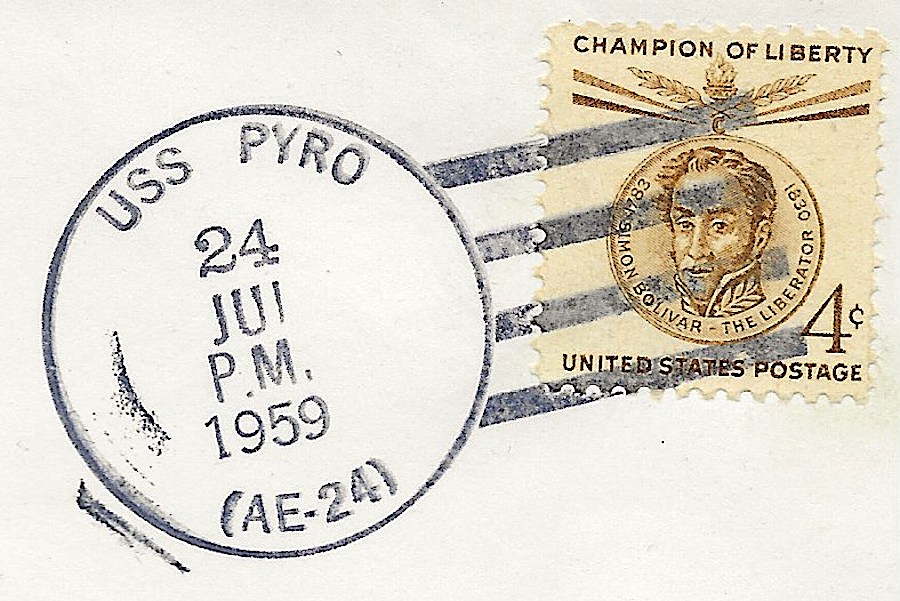 USS PYRO
24
JUl
P.M.
1959
(AE-24)
CHAMPION OF LIBERTY
C
SIMON BOLIVAR - THE LIBERATOR
1783
1830
4¢
UNITED STATES POSTAGE